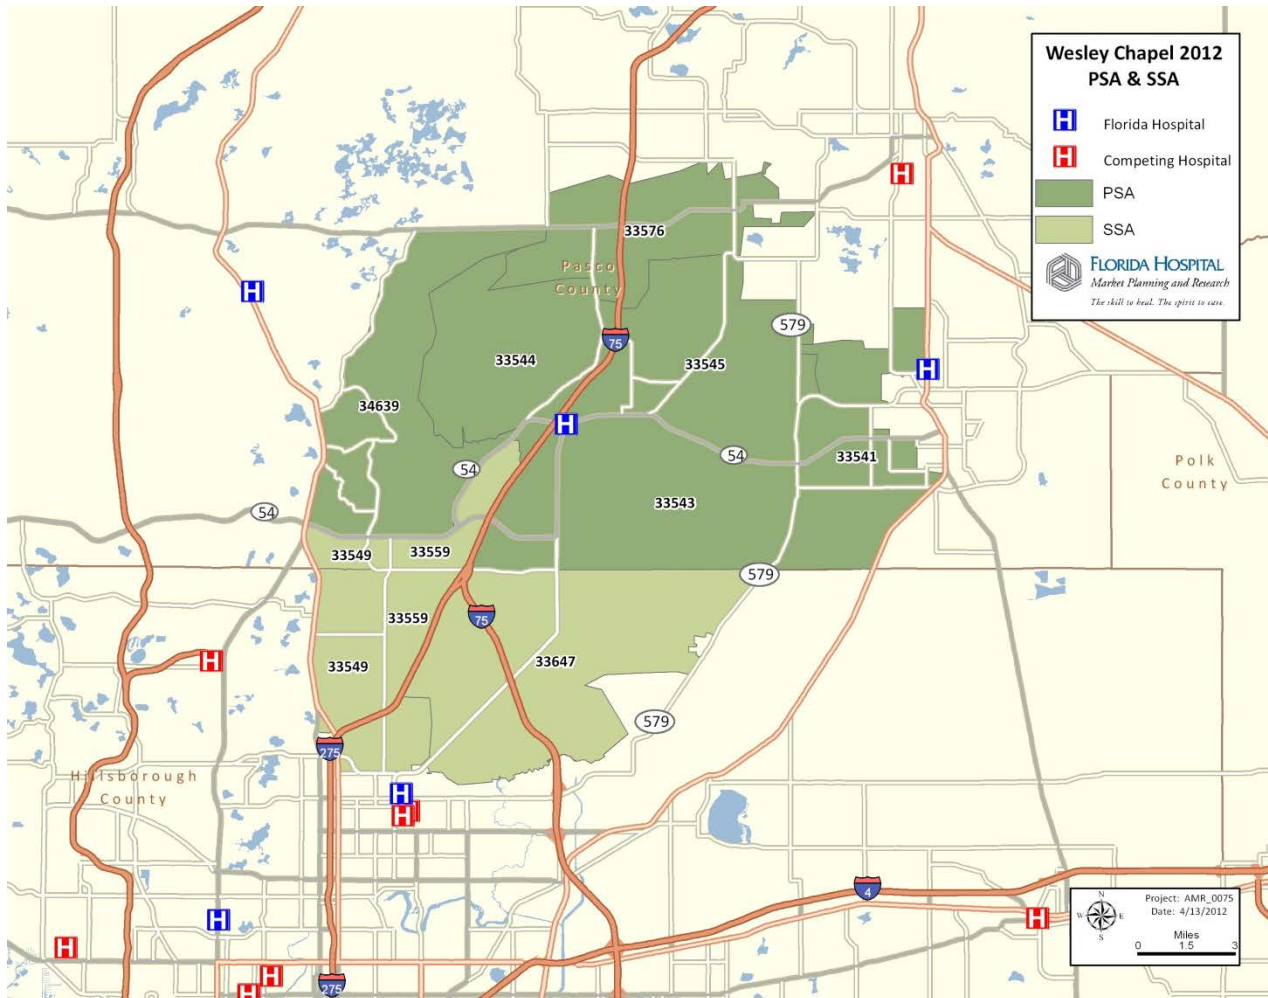 Wesley Chapel 2012
PSA & SSA
H Florida Hospital
H Competing Hospital
PSA
SSA
FLORIDA HOSPITAL
Market Planning and Research
The skill to heal. The spirit to care.
H
33576
Pasco
County
H
579
75
33544
33545
H
34639
H
54
54
33541
Polk
County
33543
54
33549
33559
579
33559
75
H
33549
33647
579
275
Hillsborough
County
H
H
4
H
H
H
H
H
275
N
W E
S
Project: AMR_0075
Date: 4/13/2012
Miles
0 1.5 3